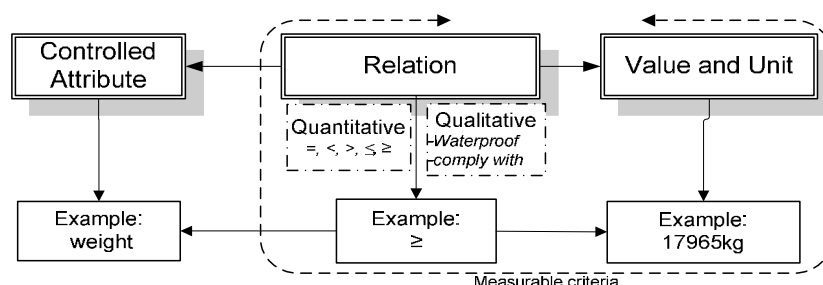 Controlled
Attribute
Relation
Value and Unit
Quantitative
=, <, >, ≤, ≥
Qualitative
-Waterproof
-comply with
Example:
weight
Example:
≥
Example:
17965kg
Measurable criteria